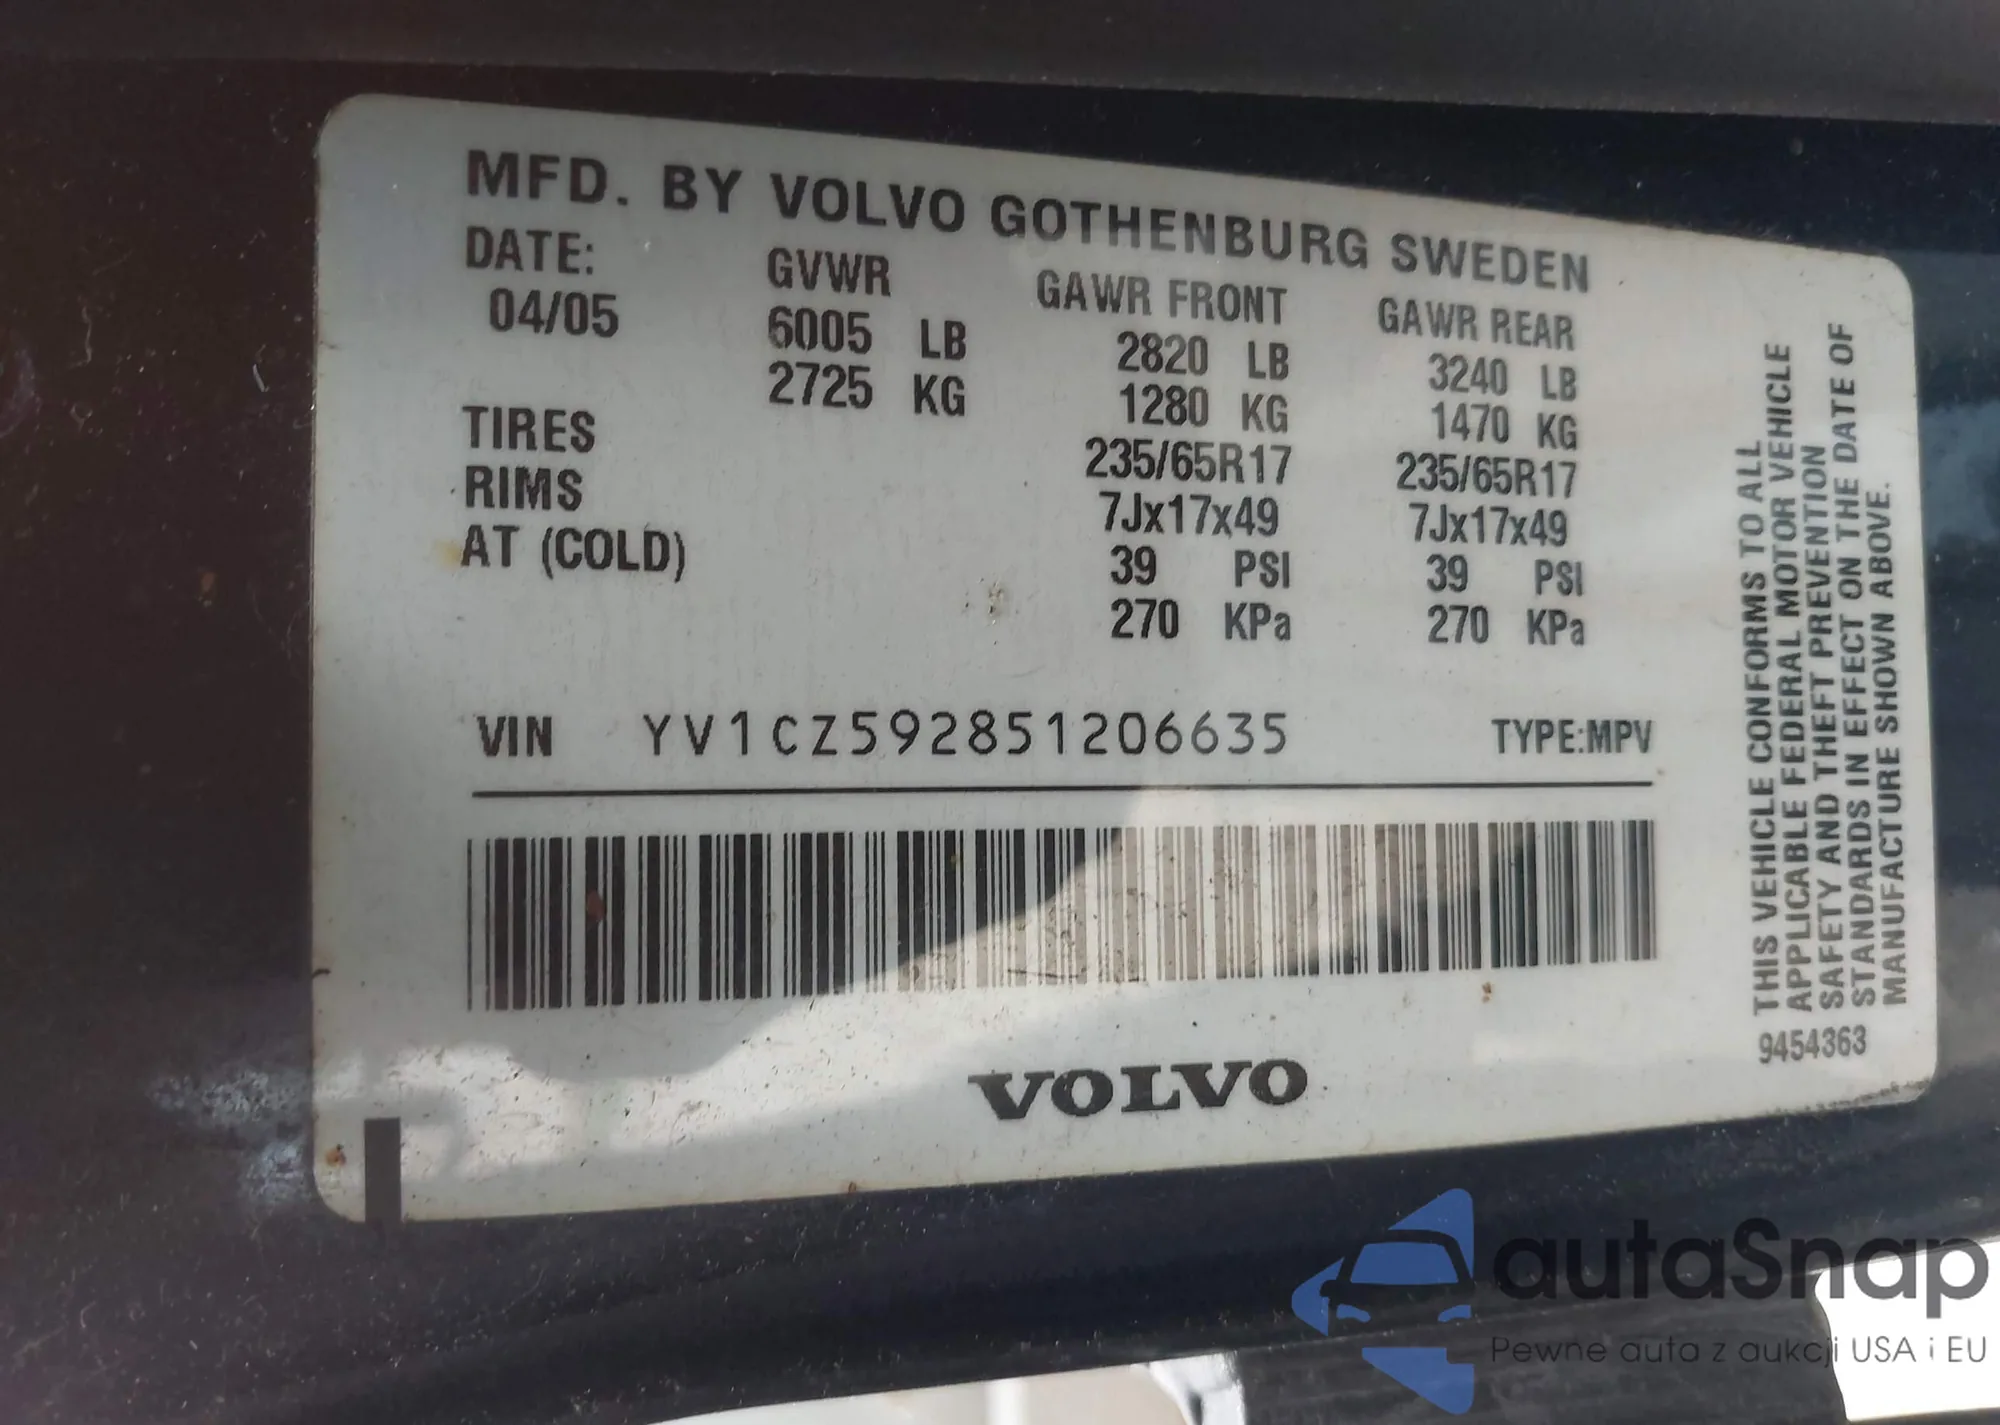 MFD. BY VOLVO GOTHENBURG SWEDEN
DATE: GVWR GAWR FRONT GAWR REAR
04/05 6005 LB 2820 LB 3240 LB
2725 KG 1280 KG 1470 KG
TIRES 235/65R17 235/65R17
RIMS 7Jx17x49 7Jx17x49
AT (COLD) 39 PSI 39 PSI
270 KPa 270 KPa
VIN YV1CZ592851206635 TYPE:MPV
VOLVO
THIS VEHICLE CONFORMS TO ALL
APPLICABLE FEDERAL MOTOR VEHICLE
SAFETY AND THEFT PREVENTION
STANDARDS IN EFFECT ON THE DATE OF
MANUFACTURE SHOWN ABOVE.
9454363
autaSnap
Pewne auta z aukcji USA i EU